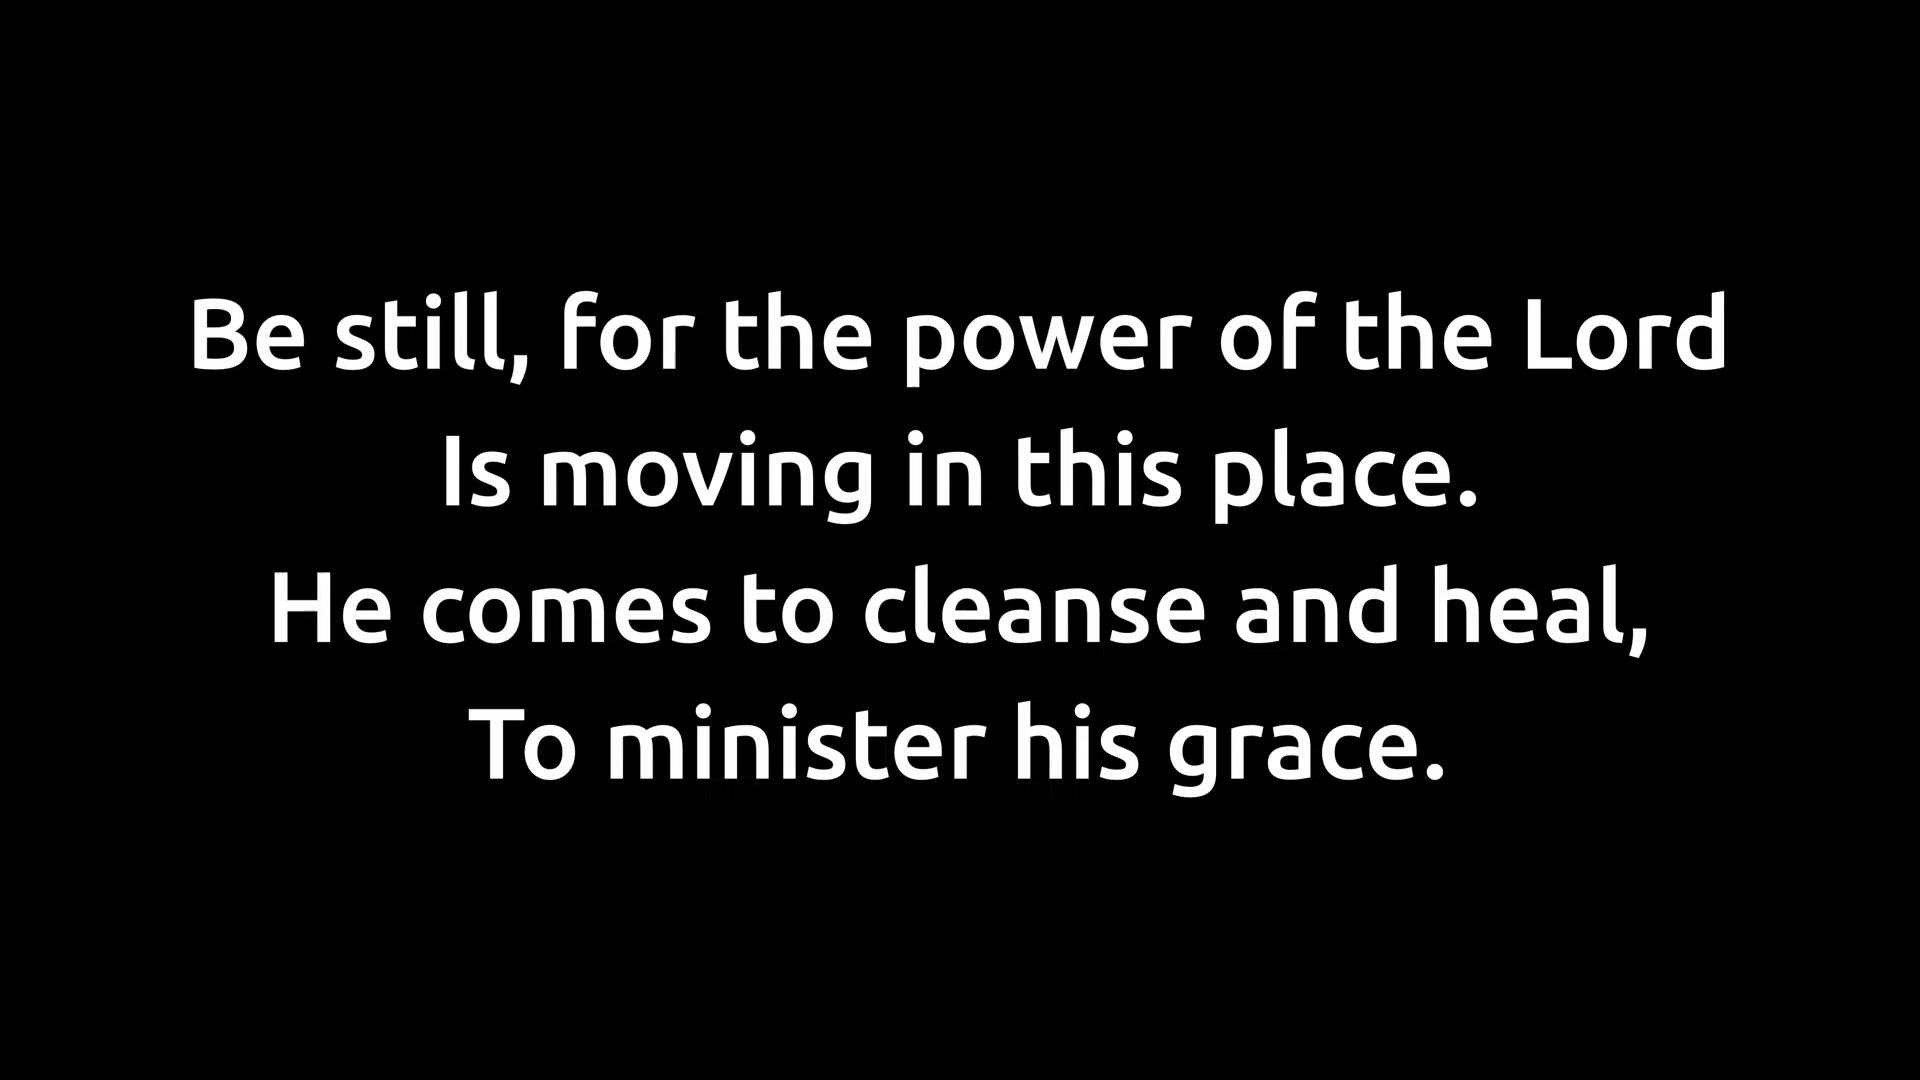 Be still, for the power of the Lord
Is moving in this place.
He comes to cleanse and heal,
To minister his grace.